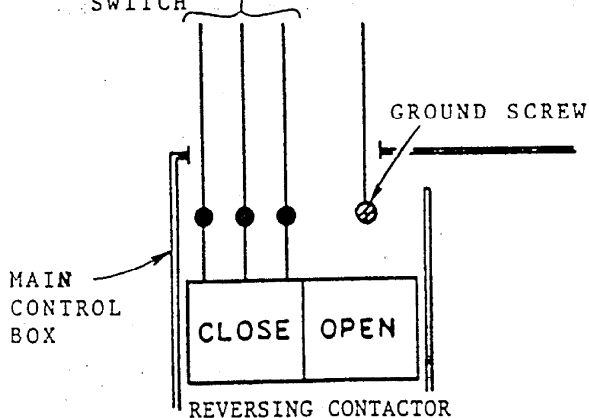 SWITCH
GROUND SCREW
MAIN
CONTROL
BOX
CLOSE
OPEN
REVERSING CONTACTOR